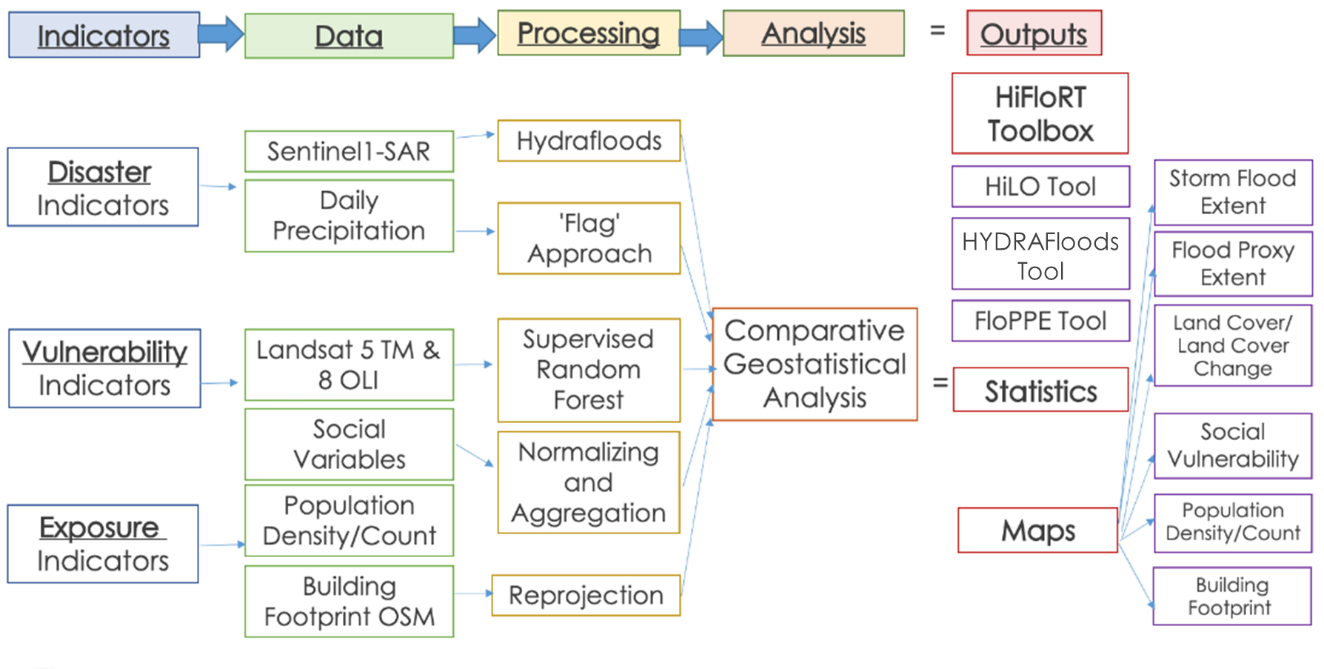 Indicators
Data
Processing
Analysis
=
Outputs
Disaster
Indicators
Vulnerability
Indicators
Exposure
Indicators
Sentinel1-SAR
Daily
Precipitation
Landsat 5 TM &
8 OLI
Social
Variables
Population
Density/Count
Building
Footprint OSM
Hydrafloods
'Flag'
Approach
Supervised
Random
Forest
Normalizing
and
Aggregation
Reprojection
Comparative
Geostatistical
Analysis
=
HiFloRT
Toolbox
HiLO Tool
HYDRAFloods
Tool
FloPPE Tool
Statistics
Maps
Storm Flood
Extent
Flood Proxy
Extent
Land Cover/
Land Cover
Change
Social
Vulnerability
Population
Density/Count
Building
Footprint